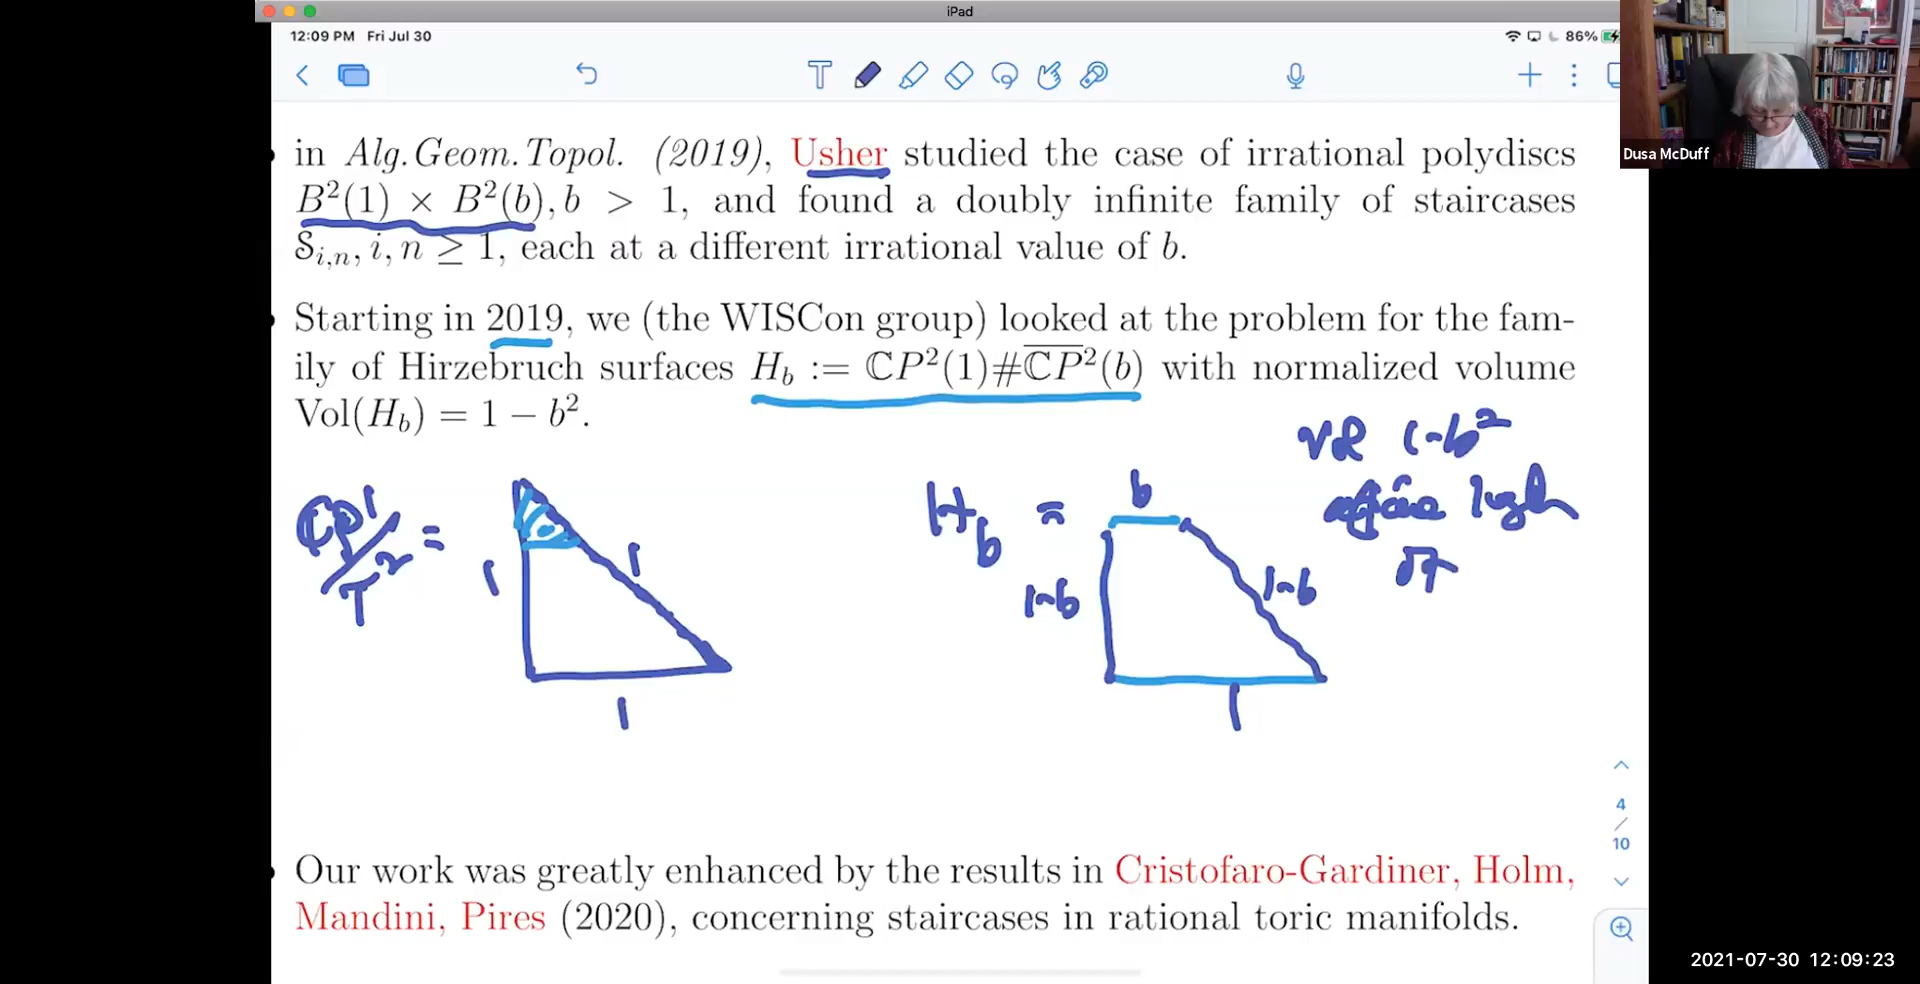 iPad
12:09 PM Fri Jul 30
86%
Dusa McDuff
in Alg.Geom.Topol. (2019), Usher studied the case of irrational polydiscs
B²(1) × B²(b), b > 1, and found a doubly infinite family of staircases
𝒮_{i,n}, i, n ≥ 1, each at a different irrational value of b.
Starting in 2019, we (the WISCon group) looked at the problem for the fam-
ily of Hirzebruch surfaces H_b := ℂP²(1)#\overline{ℂP}²(b) with normalized volume
Vol(H_b) = 1 − b².
1-b²
affine
CP¹/T² =
1
1
1
H_b =
b
1-b
1-b
1
4
/
10
Our work was greatly enhanced by the results in Cristofaro-Gardiner, Holm,
Mandini, Pires (2020), concerning staircases in rational toric manifolds.
2021-07-30 12:09:23